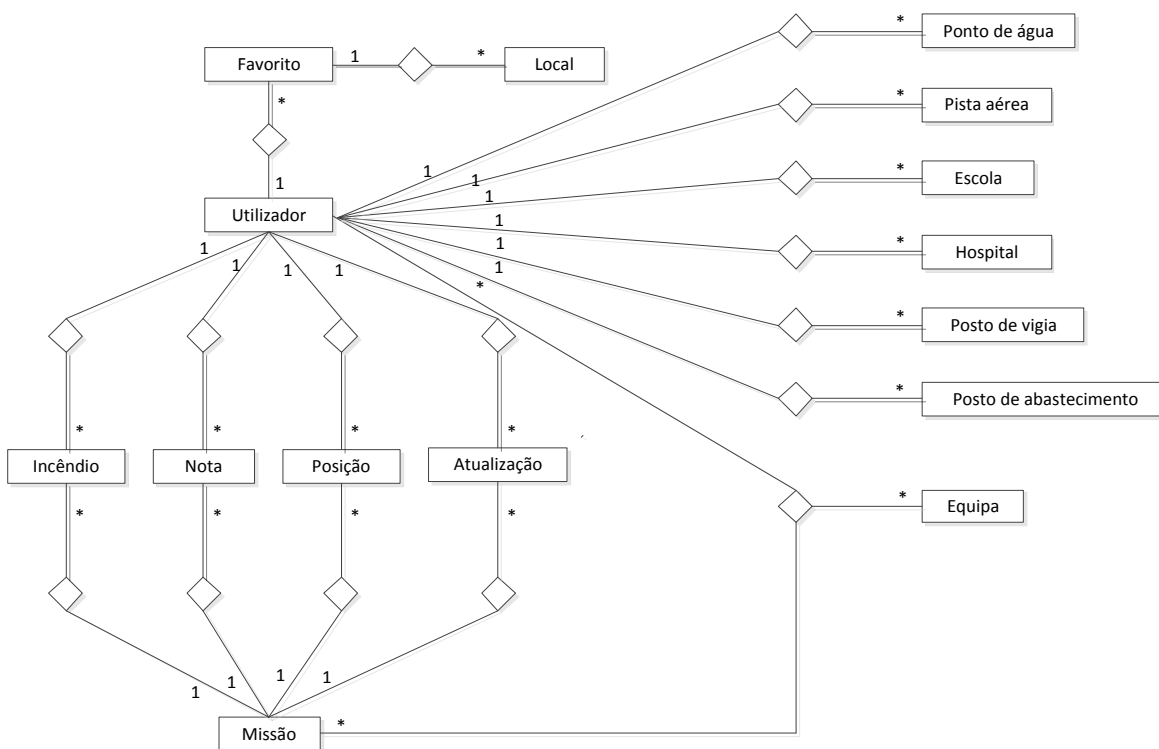 Ponto de água
Favorito
1
*
Local
*
*
Pista aérea
*
1
1
Escola
*
1
1
Utilizador
1
1
1
1
1
1
1
Hospital
*
1
*
Posto de vigia
*
Posto de abastecimento
*
*
*
*
*
Incêndio
Nota
Posição
Atualização
*
*
*
*
Equipa
*
1
1
1
1
Missão
*